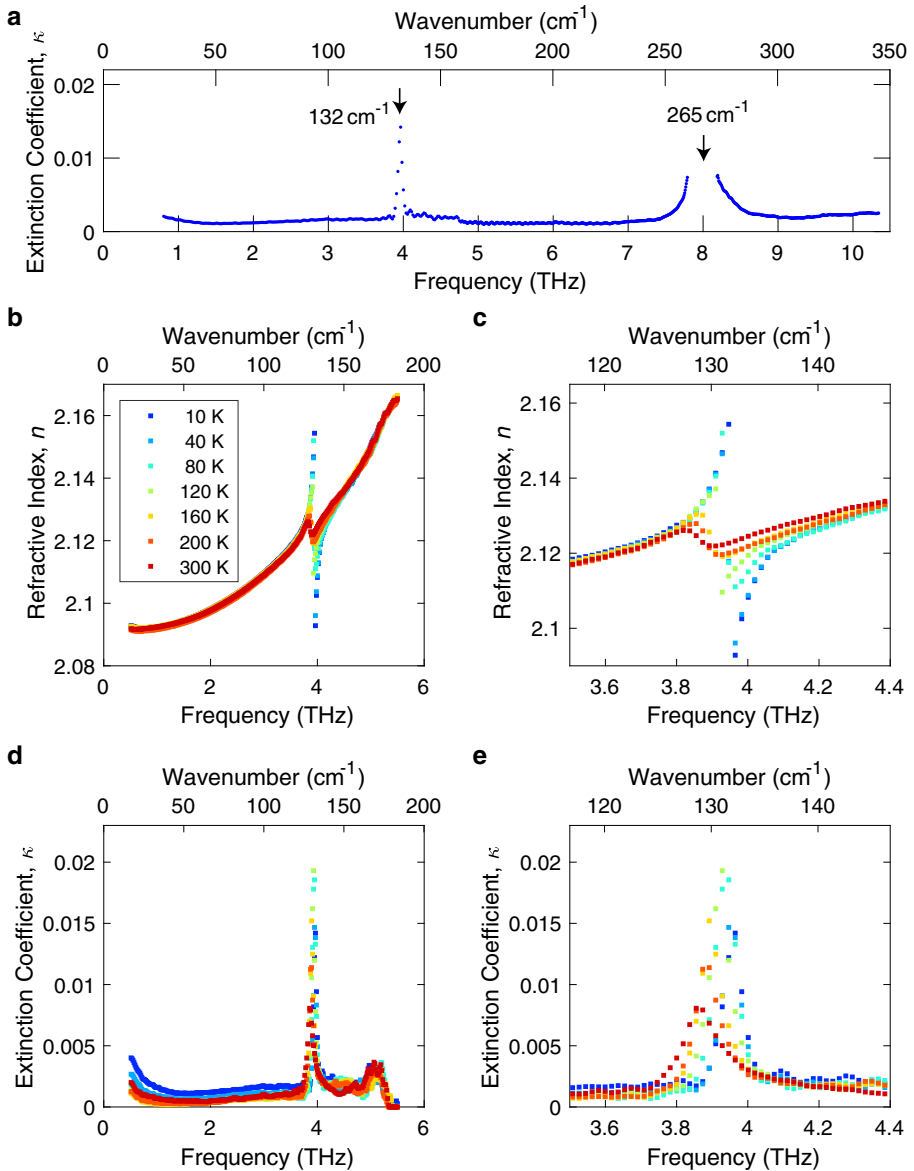 a
Wavenumber (cm⁻¹)
0 50 100 150 200 250 300 350
Extinction Coefficient, κ
0.02
0.01
0
132 cm⁻¹
265 cm⁻¹
1 2 3 4 5 6 7 8 9 10
Frequency (THz)
b
Wavenumber (cm⁻¹)
0 50 100 150 200
Refractive Index, n
2.16
2.14
2.12
2.1
2.08
10 K
40 K
80 K
120 K
160 K
200 K
300 K
0 2 4 6
Frequency (THz)
c
Wavenumber (cm⁻¹)
120 130 140
Refractive Index, n
2.16
2.14
2.12
2.1
3.6 3.8 4 4.2 4.4
Frequency (THz)
d
Wavenumber (cm⁻¹)
0 50 100 150 200
Extinction Coefficient, κ
0.02
0.015
0.01
0.005
0
0 2 4 6
Frequency (THz)
e
Wavenumber (cm⁻¹)
120 130 140
Extinction Coefficient, κ
0.02
0.015
0.01
0.005
0
3.6 3.8 4 4.2 4.4
Frequency (THz)